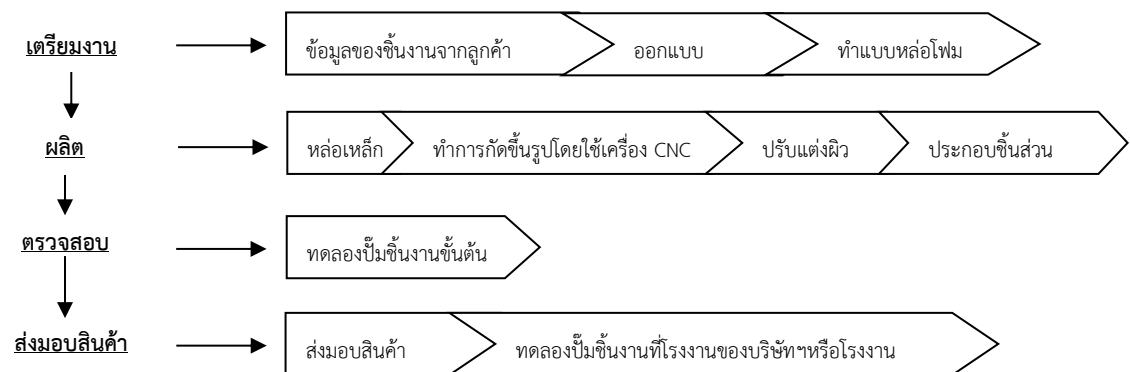 เตรียมงาน
ข้อมูลของชิ้นงานจากลูกค้า
ออกแบบ
ทำแบบหล่อโฟม
ผลิต
หล่อเหล็ก
ทำการกัดขึ้นรูปโดยใช้เครื่อง CNC
ปรับแต่งผิว
ประกอบชิ้นส่วน
ตรวจสอบ
ทดลองปั๊มชิ้นงานขั้นต้น
ส่งมอบสินค้า
ส่งมอบสินค้า
ทดลองปั๊มชิ้นงานที่โรงงานของบริษัทฯหรือโรงงาน